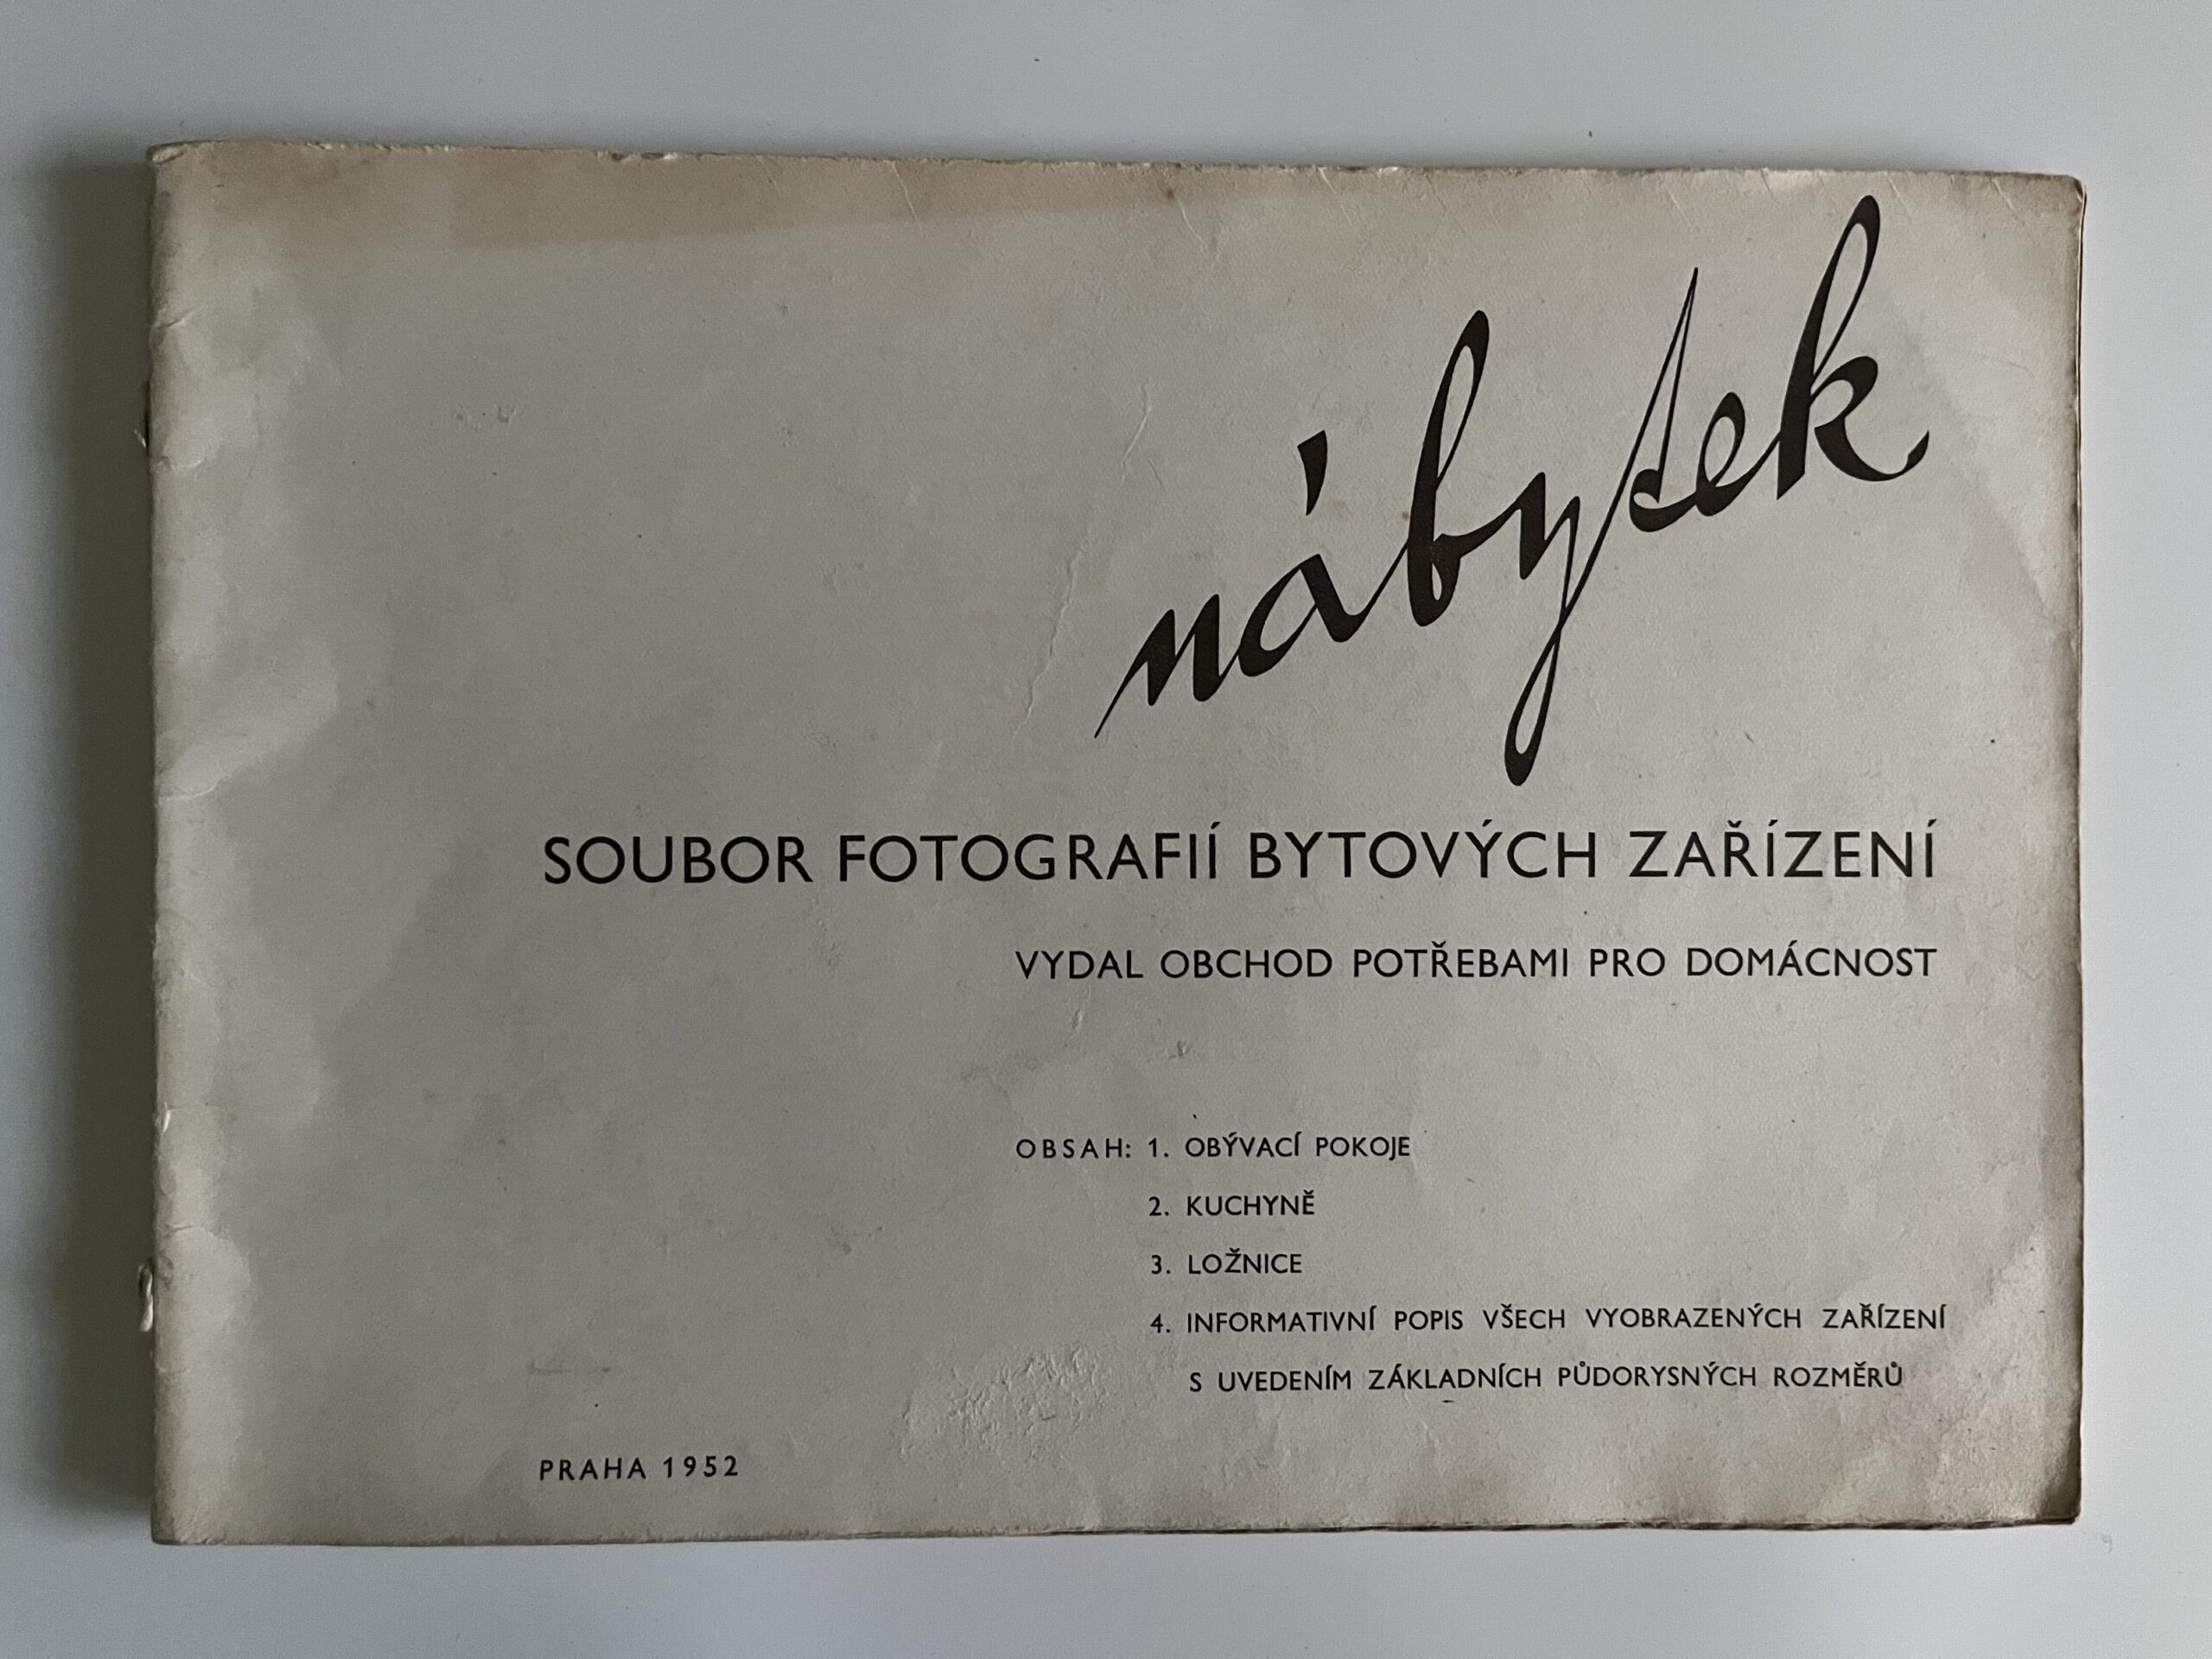 nábytek
SOUBOR FOTOGRAFIÍ BYTOVÝCH ZAŘÍZENÍ
VYDAL OBCHOD POTŘEBAMI PRO DOMÁCNOST
OBSAH: 1. OBÝVACÍ POKOJE
2. KUCHYNĚ
3. LOŽNICE
4. INFORMATIVNÍ POPIS VŠECH VYOBRAZENÝCH ZAŘÍZENÍ
S UVEDENÍM ZÁKLADNÍCH PŮDORYSNÝCH ROZMĚRŮ
PRAHA 1952